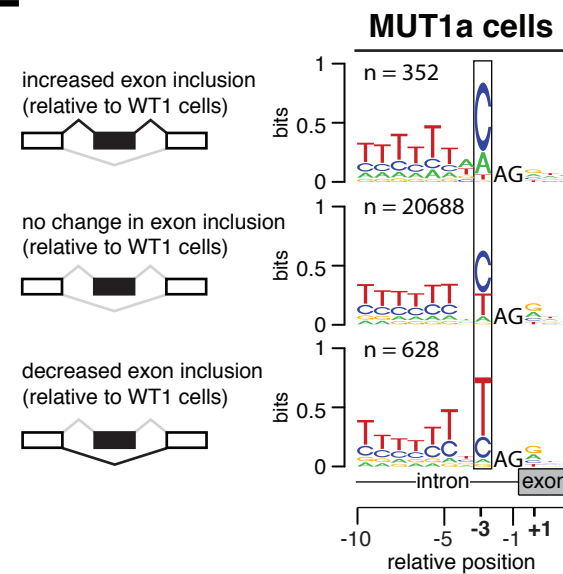 MUT1a cells
increased exon inclusion
(relative to WT1 cells)
1
0.5
0
bits
n = 352
C
A
AG
no change in exon inclusion
(relative to WT1 cells)
1
0.5
0
bits
n = 20688
C
T
AG
decreased exon inclusion
(relative to WT1 cells)
1
0.5
0
bits
n = 628
T
C
AG
intron
exon
-10
-5
-3
-1
+1
relative position